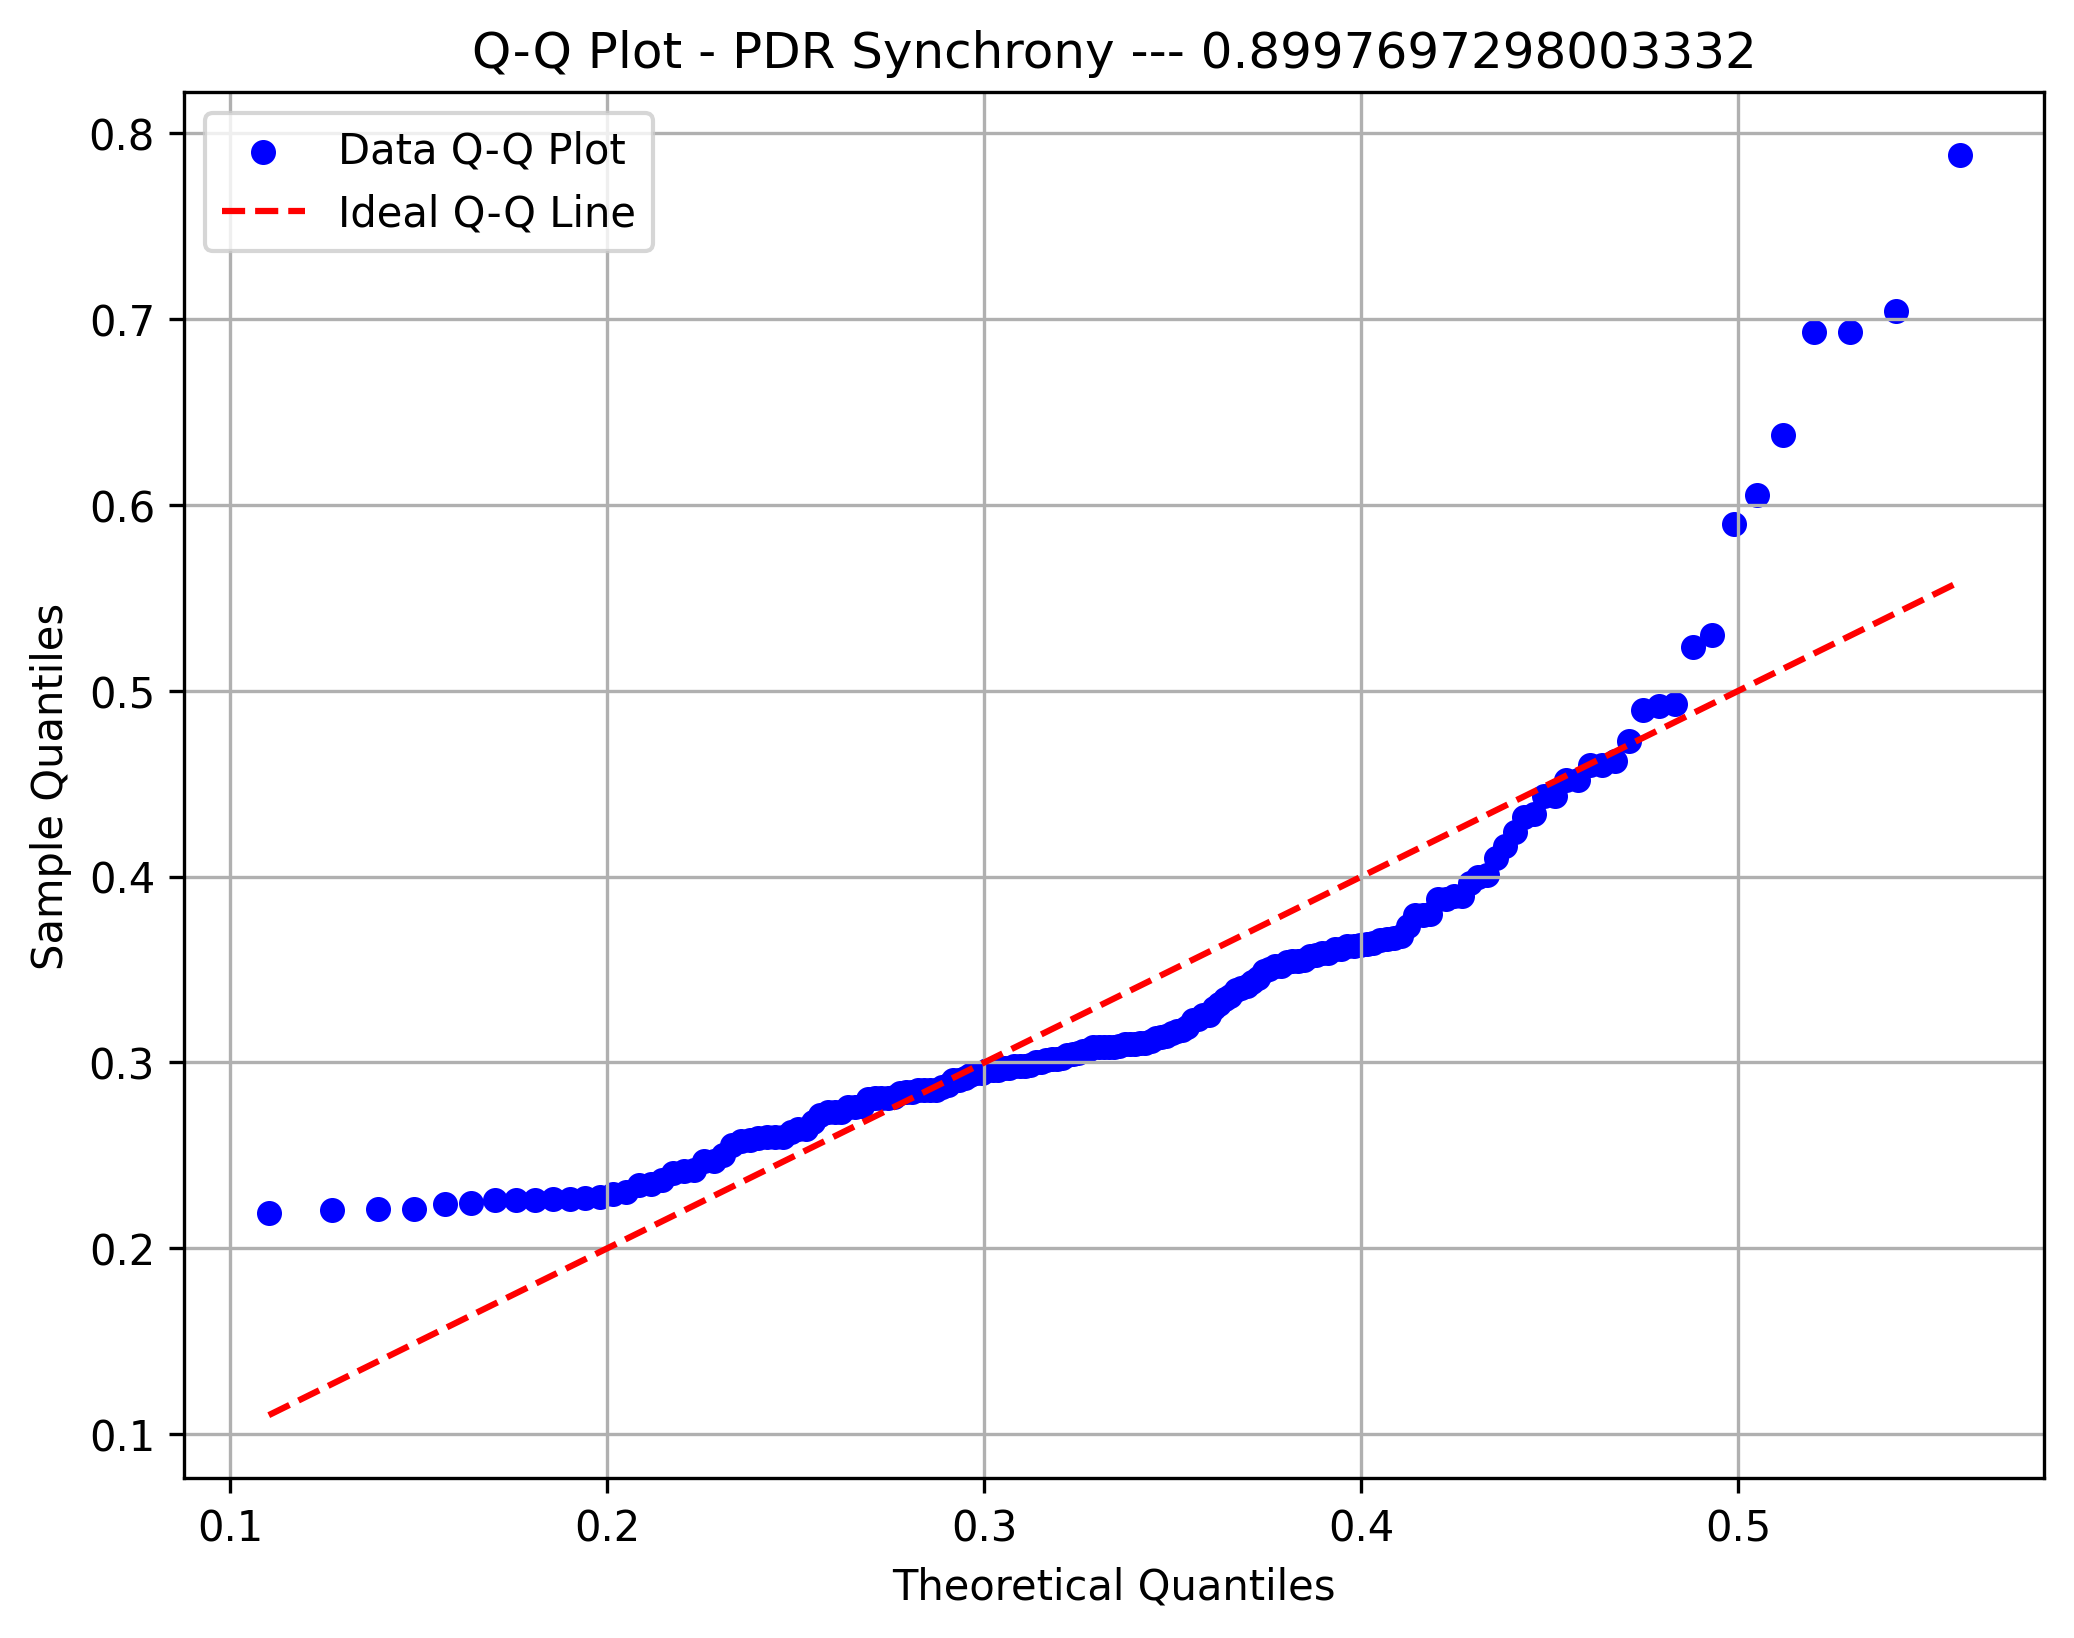 Q-Q Plot - PDR Synchrony --- 0.8997697298003332
Data Q-Q Plot
Ideal Q-Q Line
0.8
0.7
0.6
0.5
0.4
0.3
0.2
0.1
Sample Quantiles
0.1 0.2 0.3 0.4 0.5
Theoretical Quantiles